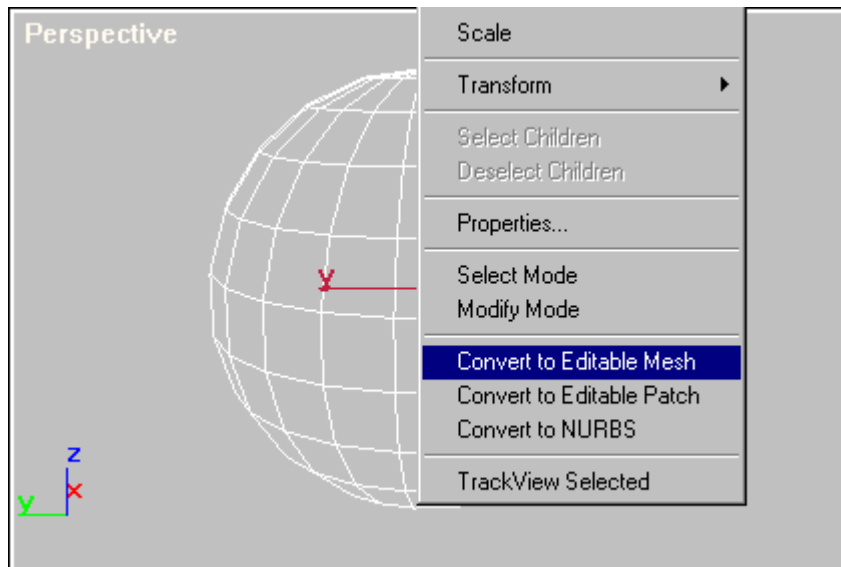 Perspective
Scale
Transform
Select Children
Deselect Children
Properties...
Select Mode
Modify Mode
Convert to Editable Mesh
Convert to Editable Patch
Convert to NURBS
TrackView Selected
y
z
x
y